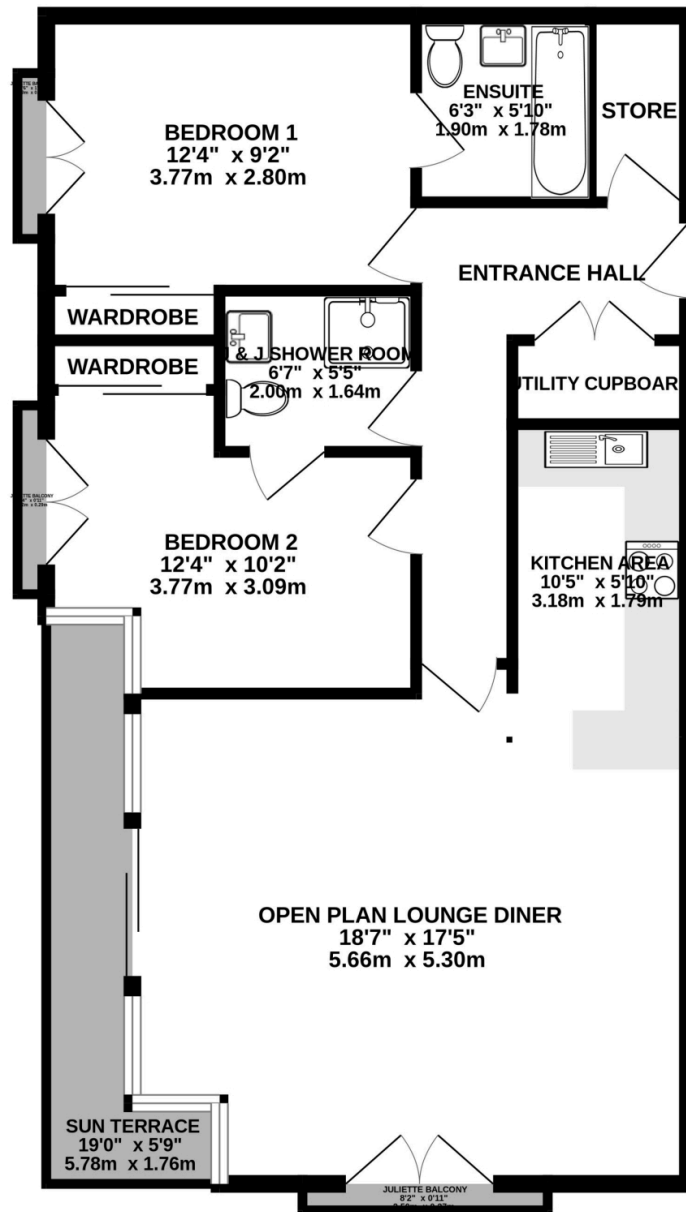 JULIETTE BALCONY
BEDROOM 1
12'4" x 9'2"
3.77m x 2.80m
ENSUITE
6'3" x 5'10"
1.90m x 1.78m
STORE
ENTRANCE HALL
WARDROBE
WARDROBE
J & J SHOWER ROOM
6'7" x 5'5"
2.00m x 1.64m
UTILITY CUPBOAR
JULIETTE BALCONY
BEDROOM 2
12'4" x 10'2"
3.77m x 3.09m
KITCHEN AREA
10'5" x 5'10"
3.18m x 1.79m
OPEN PLAN LOUNGE DINER
18'7" x 17'5"
5.66m x 5.30m
SUN TERRACE
19'0" x 5'9"
5.78m x 1.76m
JULIETTE BALCONY
8'2" x 0'11"